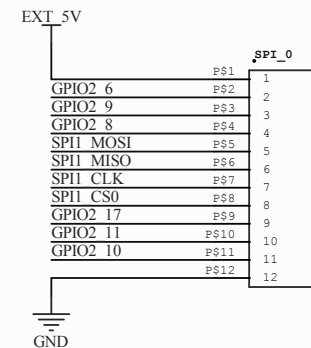 EXT_5V
SPI_0
P$1 1
GPIO2_6 P$2 2
GPIO2_9 P$3 3
GPIO2_8 P$4 4
SPI1_MOSI P$5 5
SPI1_MISO P$6 6
SPI1_CLK P$7 7
SPI1_CS0 P$8 8
GPIO2_17 P$9 9
GPIO2_11 P$10 10
GPIO2_10 P$11 11
P$12 12
GND